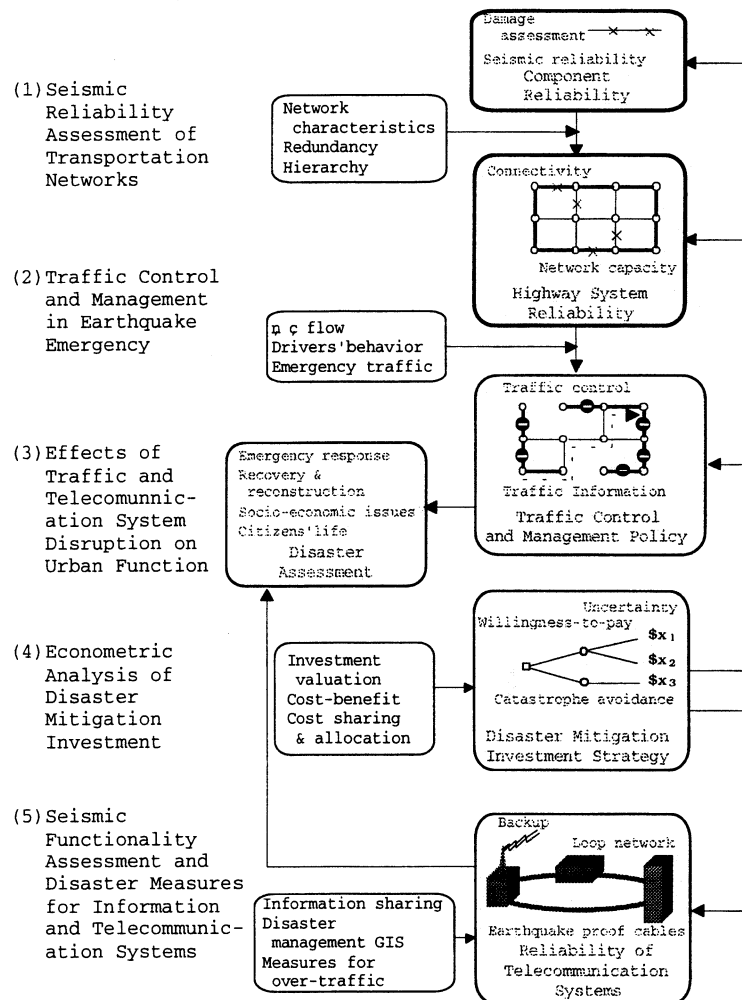 (1)Seismic
Reliability
Assessment of
Transportation
Networks
Damage
assessment
Seismic reliability
Component
Reliability
Network
characteristics
Redundancy
Hierarchy
Connectivity
Network capacity
Highway System
Reliability
(2)Traffic Control
and Management
in Earthquake
Emergency
flow
Drivers'behavior
Emergency traffic
Traffic control
Traffic Information
Traffic Control
and Management Policy
(3)Effects of
Traffic and
Telecomunnic-
ation System
Disruption on
Urban Function
Emergency response
Recovery &
reconstruction
Socio-economic issues
Citizens'life
Disaster
Assessment
(4)Econometric
Analysis of
Disaster
Mitigation
Investment
Investment
valuation
Cost-benefit
Cost sharing
& allocation
Uncertainty
Willingness-to-pay
$x1
$x2
$x3
Catastrophe avoidance
Disaster Mitigation
Investment Strategy
(5)Seismic
Functionality
Assessment and
Disaster Measures
for Information
and Telecommunic-
ation Systems
Information sharing
Disaster
management GIS
Measures for
over-traffic
Backup
Loop network
Earthquake proof cables
Reliability of
Telecommunication
Systems